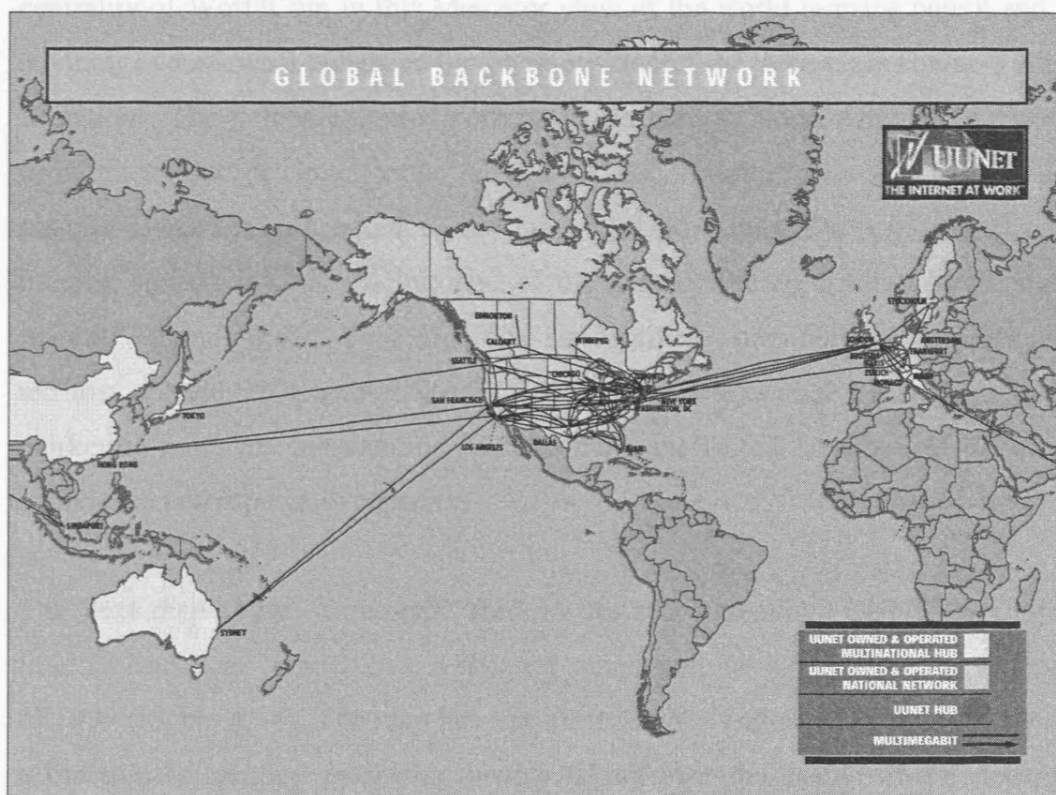 GLOBAL BACKBONE NETWORK
UUNET
THE INTERNET AT WORK
STOCKHOLM
EDMONTON
CALGARY
WINNIPEG
AMSTERDAM
FRANKFURT
SEATTLE
CHICAGO
ZURICH
MONACO
SAN FRANCISCO
NEW YORK
WASHINGTON, DC
TOKYO
LOS ANGELES
DALLAS
MIAMI
HONG KONG
SINGAPORE
SYDNEY
UUNET OWNED & OPERATED
MULTINATIONAL HUB
UUNET OWNED & OPERATED
NATIONAL NETWORK
UUNET HUB
MULTIMEGABIT